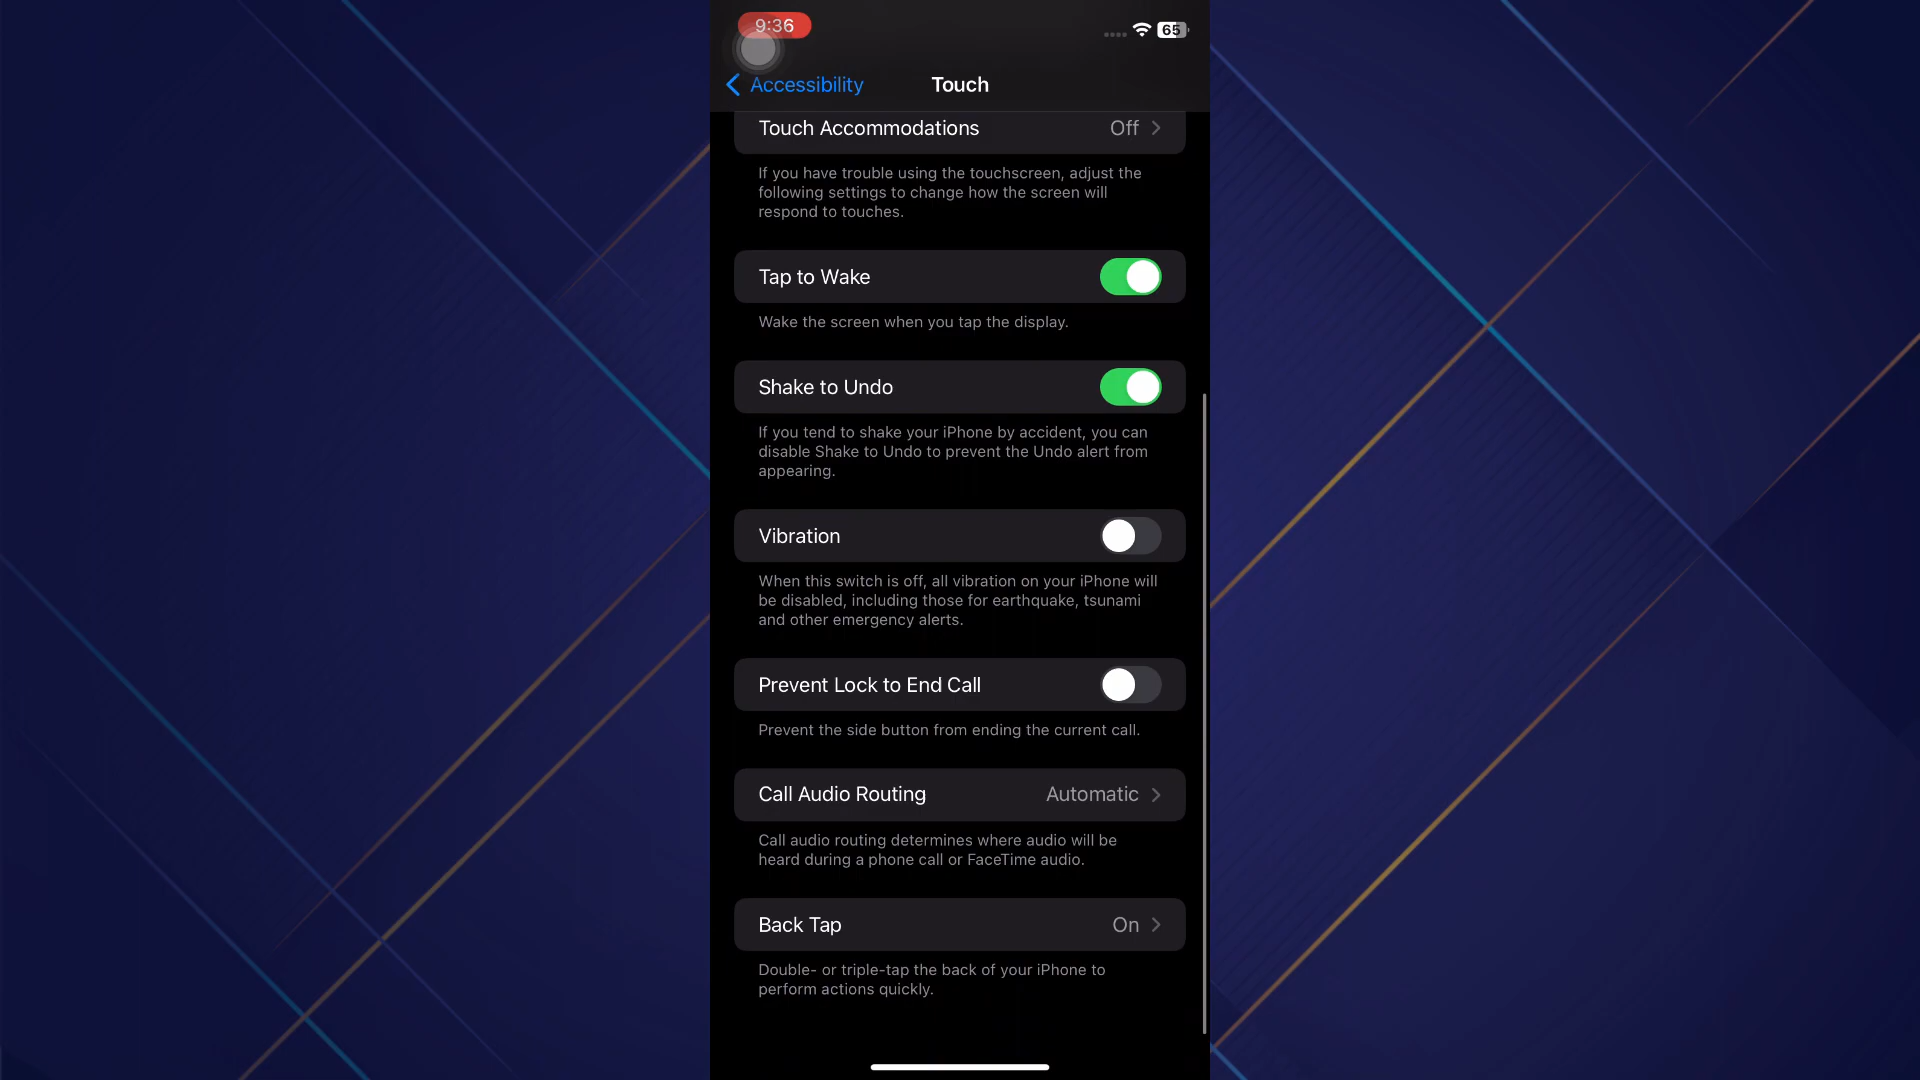 9:36
65
Accessibility
Touch
Touch Accommodations Off
If you have trouble using the touchscreen, adjust the
following settings to change how the screen will
respond to touches.
Tap to Wake
Wake the screen when you tap the display.
Shake to Undo
If you tend to shake your iPhone by accident, you can
disable Shake to Undo to prevent the Undo alert from
appearing.
Vibration
When this switch is off, all vibration on your iPhone will
be disabled, including those for earthquake, tsunami
and other emergency alerts.
Prevent Lock to End Call
Prevent the side button from ending the current call.
Call Audio Routing Automatic
Call audio routing determines where audio will be
heard during a phone call or FaceTime audio.
Back Tap On
Double- or triple-tap the back of your iPhone to
perform actions quickly.